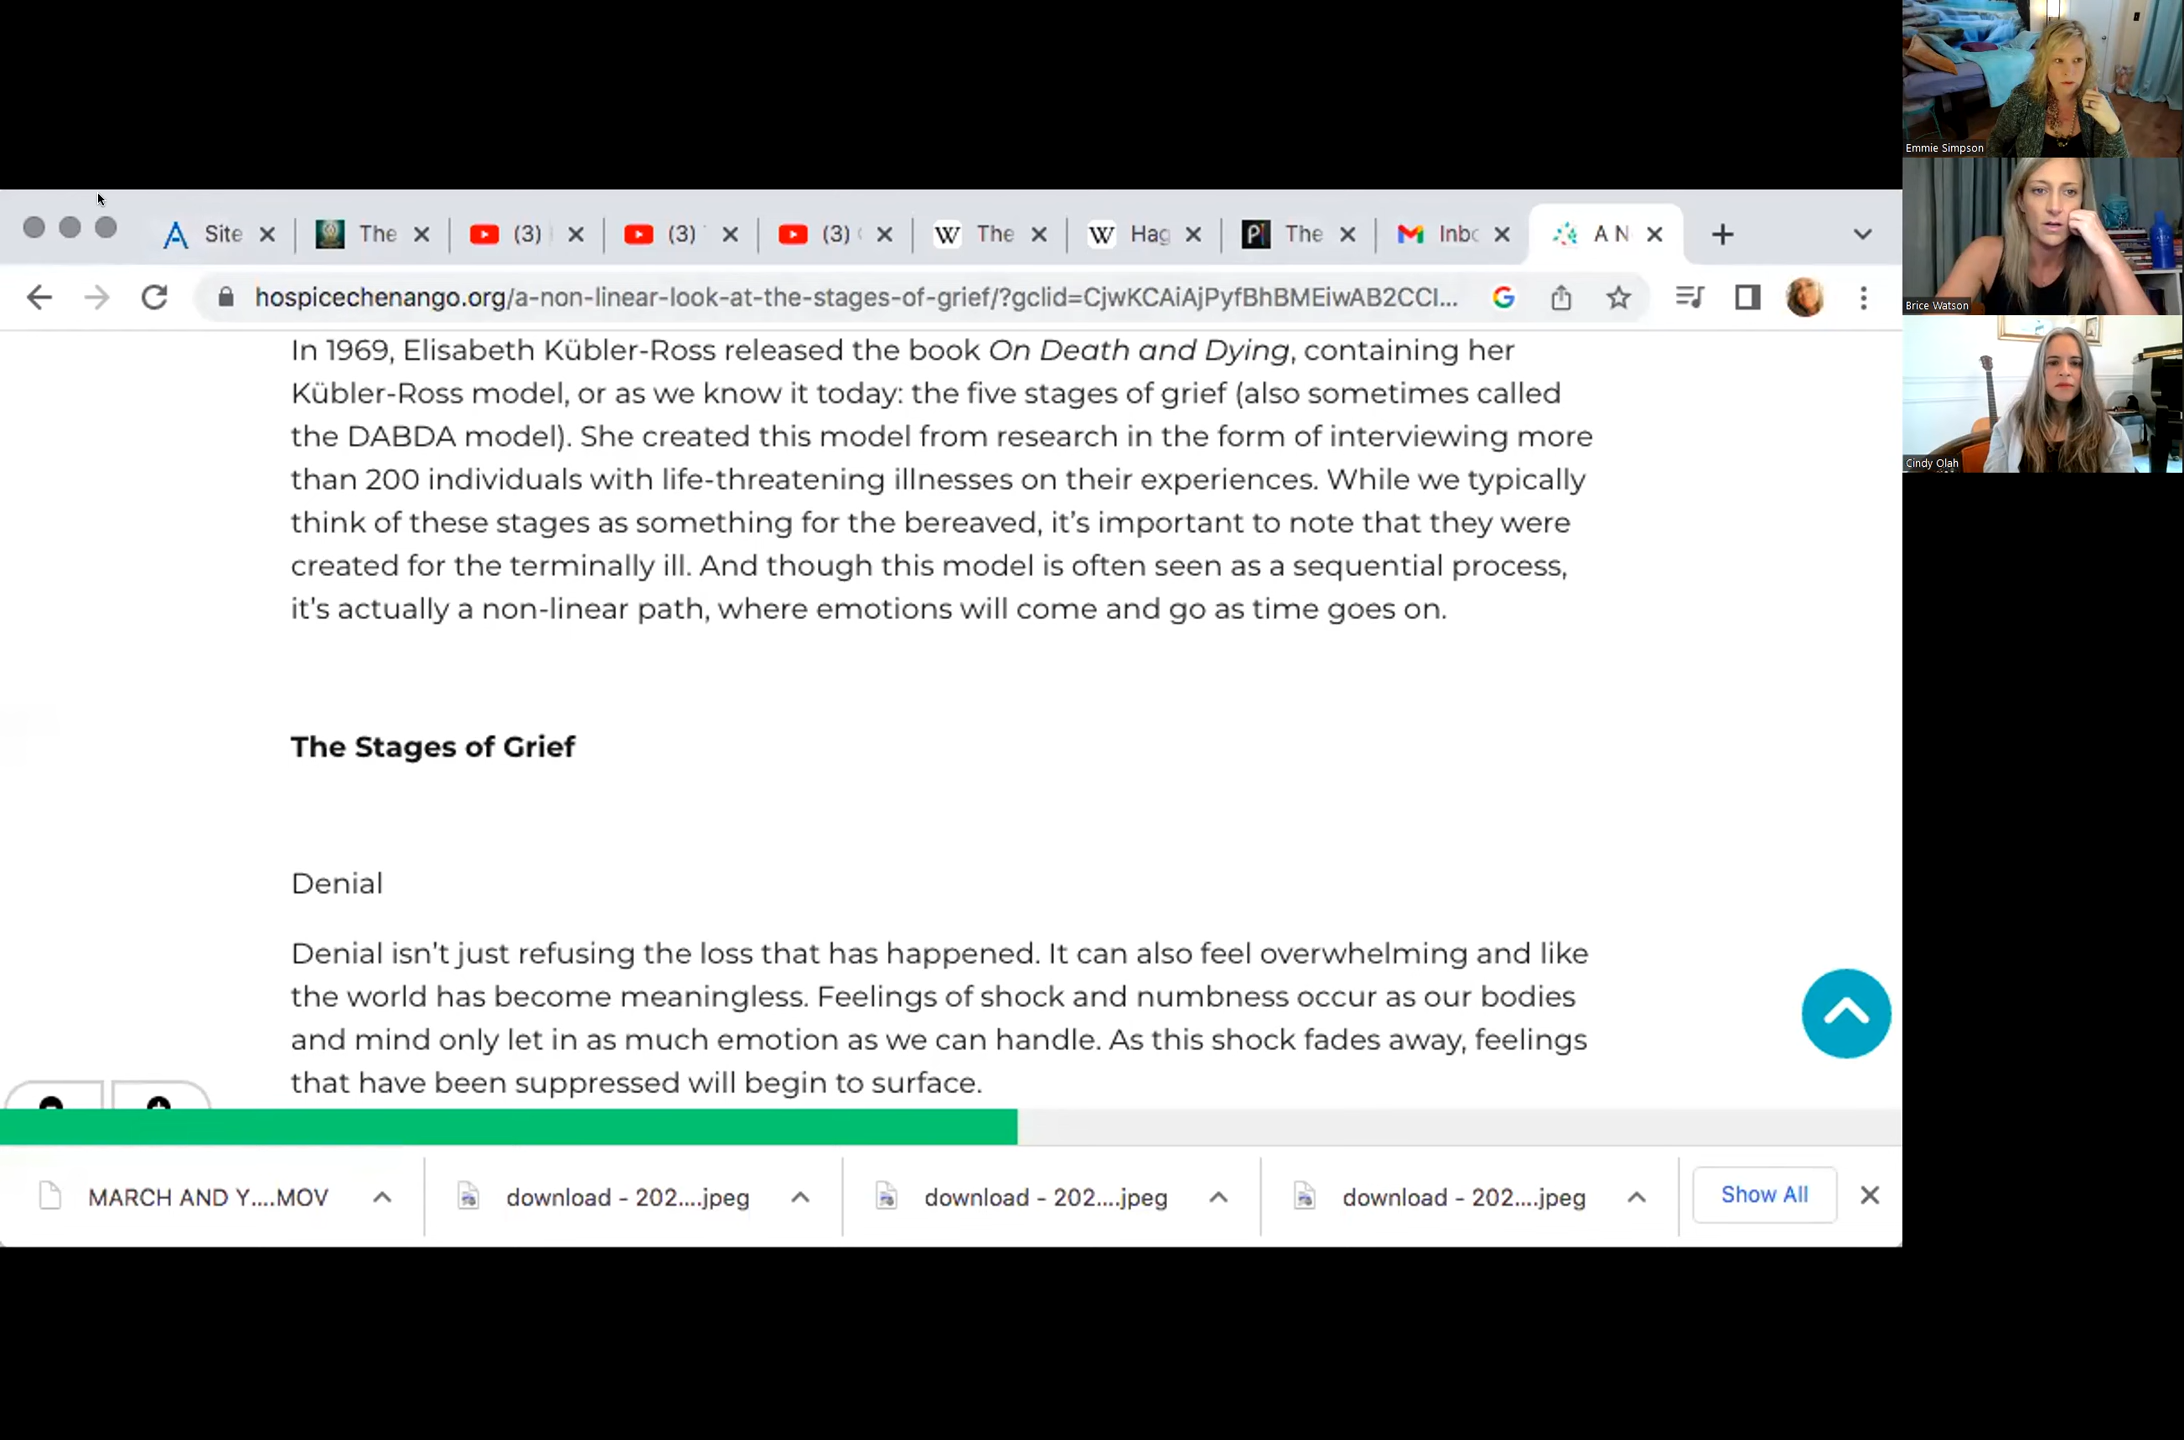 Site
The
(3)
(3)
(3)
The
Hag
The
Inbc
A N
hospicechenango.org/a-non-linear-look-at-the-stages-of-grief/?gclid=CjwKCAiAjPyfBhBMEiwAB2CCI...
In 1969, Elisabeth Kübler-Ross released the book On Death and Dying, containing her
Kübler-Ross model, or as we know it today: the five stages of grief (also sometimes called
the DABDA model). She created this model from research in the form of interviewing more
than 200 individuals with life-threatening illnesses on their experiences. While we typically
think of these stages as something for the bereaved, it’s important to note that they were
created for the terminally ill. And though this model is often seen as a sequential process,
it’s actually a non-linear path, where emotions will come and go as time goes on.
The Stages of Grief
Denial
Denial isn’t just refusing the loss that has happened. It can also feel overwhelming and like
the world has become meaningless. Feelings of shock and numbness occur as our bodies
and mind only let in as much emotion as we can handle. As this shock fades away, feelings
that have been suppressed will begin to surface.
MARCH AND Y....MOV
download - 202....jpeg
download - 202....jpeg
download - 202....jpeg
Show All
Emmie Simpson
Brice Watson
Cindy Olah